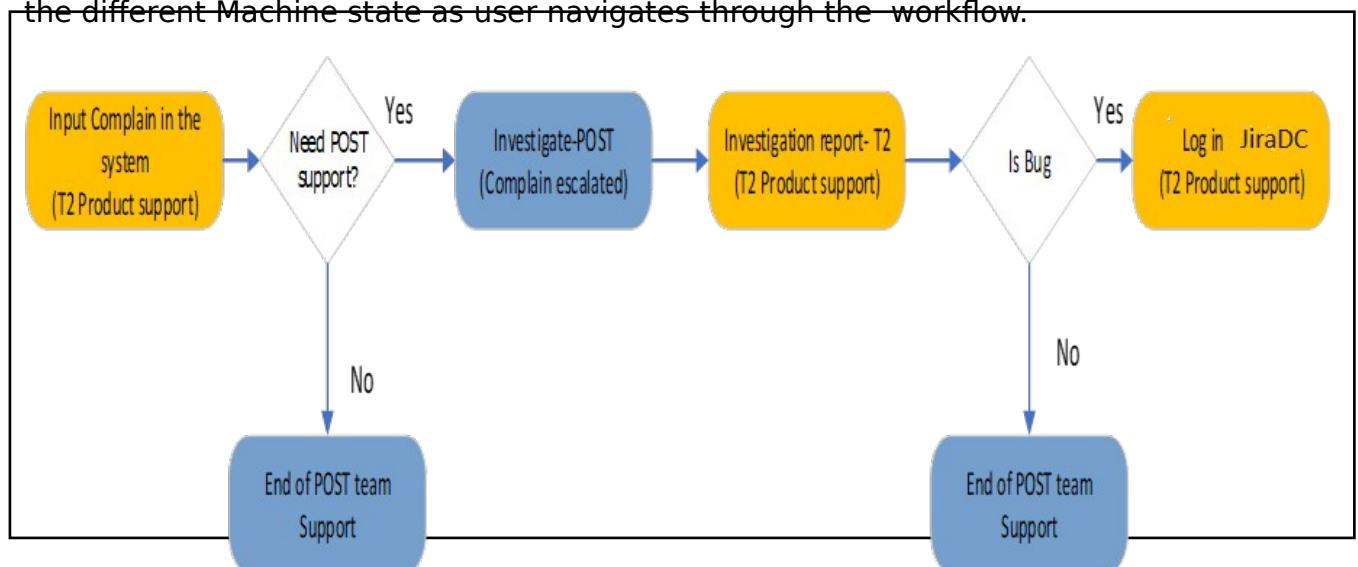 the different Machine state as user navigates through the workflow.
Input Complain in the
system
(T2 Product support)
Need POST
support?
Yes
Investigate-POST
(Complain escalated)
Investigation report- T2
(T2 Product support)
Is Bug
Yes
Log in JiraDC
(T2 Product support)
No
No
End of POST team
Support
End of POST team
Support